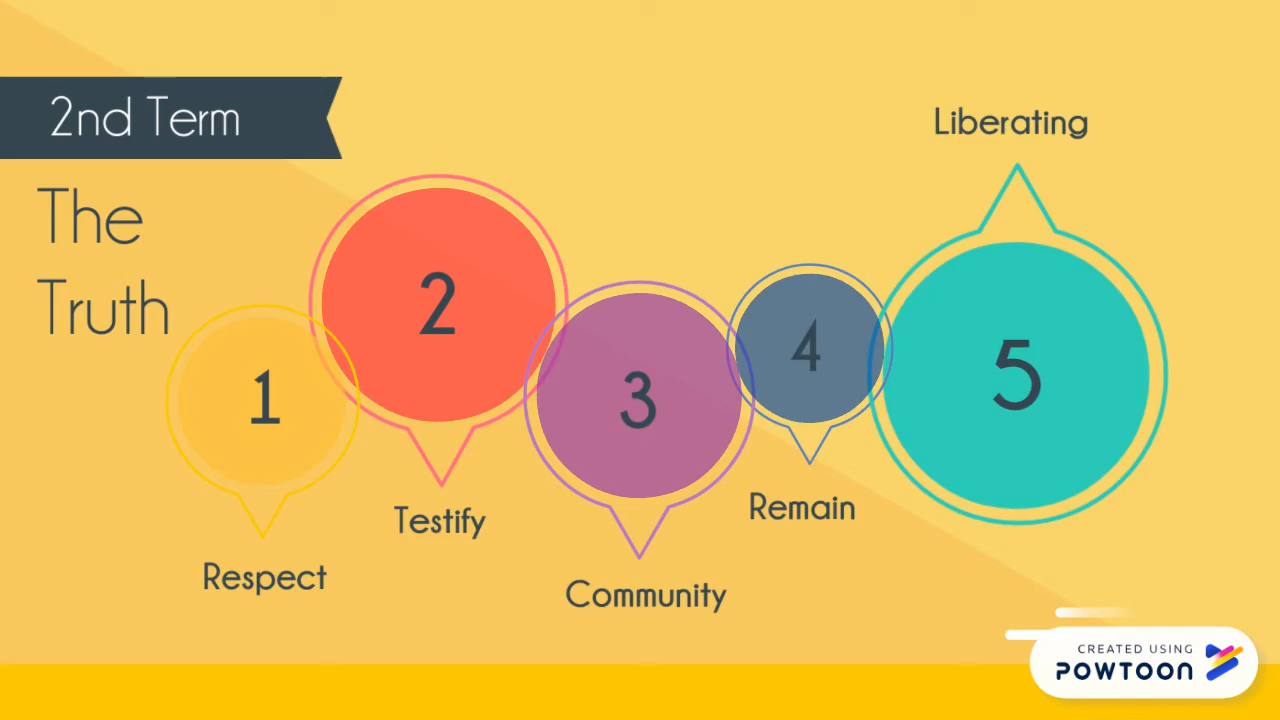 2nd Term
The
Truth
1
Respect
2
Testify
3
Community
4
Remain
5
Liberating
CREATED USING
POWTOON